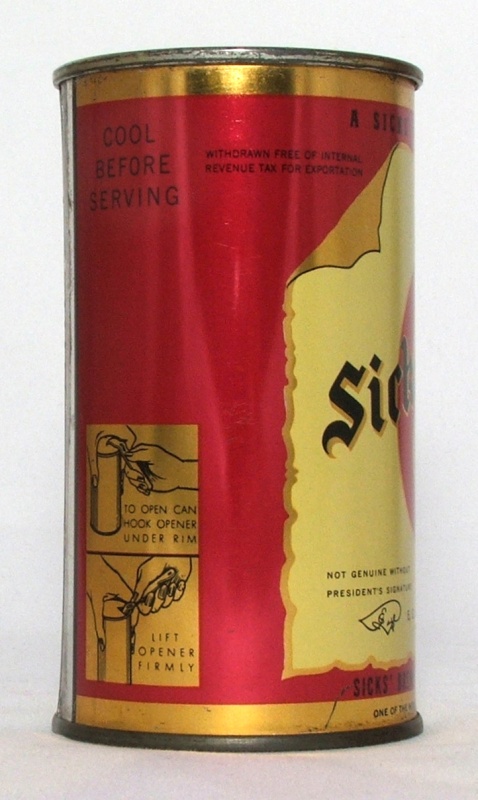 COOL
BEFORE
SERVING
WITHDRAWN FREE OF INTERNAL
REVENUE TAX FOR EXPORTATION
A SICKS'
Sick
NOT GENUINE WITHOUT
PRESIDENT'S SIGNATURE
TO OPEN CAN
HOOK OPENER
UNDER RIM
LIFT
OPENER
FIRMLY
SICKS'
ONE OF THE